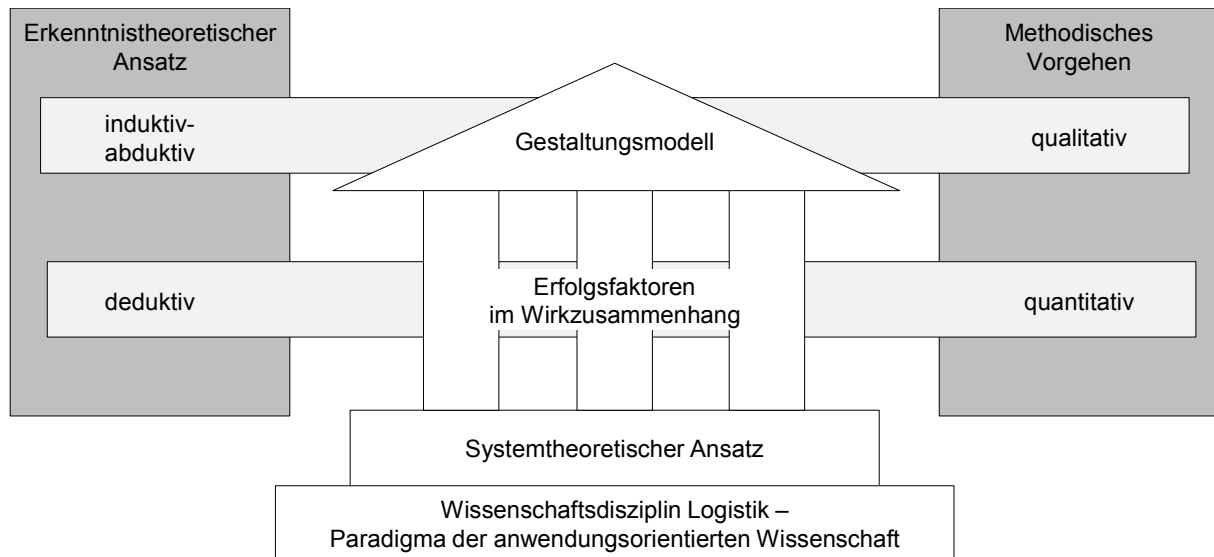 Erkenntnistheoretischer
Ansatz
Methodisches
Vorgehen
induktiv-
abduktiv
Gestaltungsmodell
qualitativ
deduktiv
Erfolgsfaktoren
im Wirkzusammenhang
quantitativ
Systemtheoretischer Ansatz
Wissenschaftsdisziplin Logistik –
Paradigma der anwendungsorientierten Wissenschaft